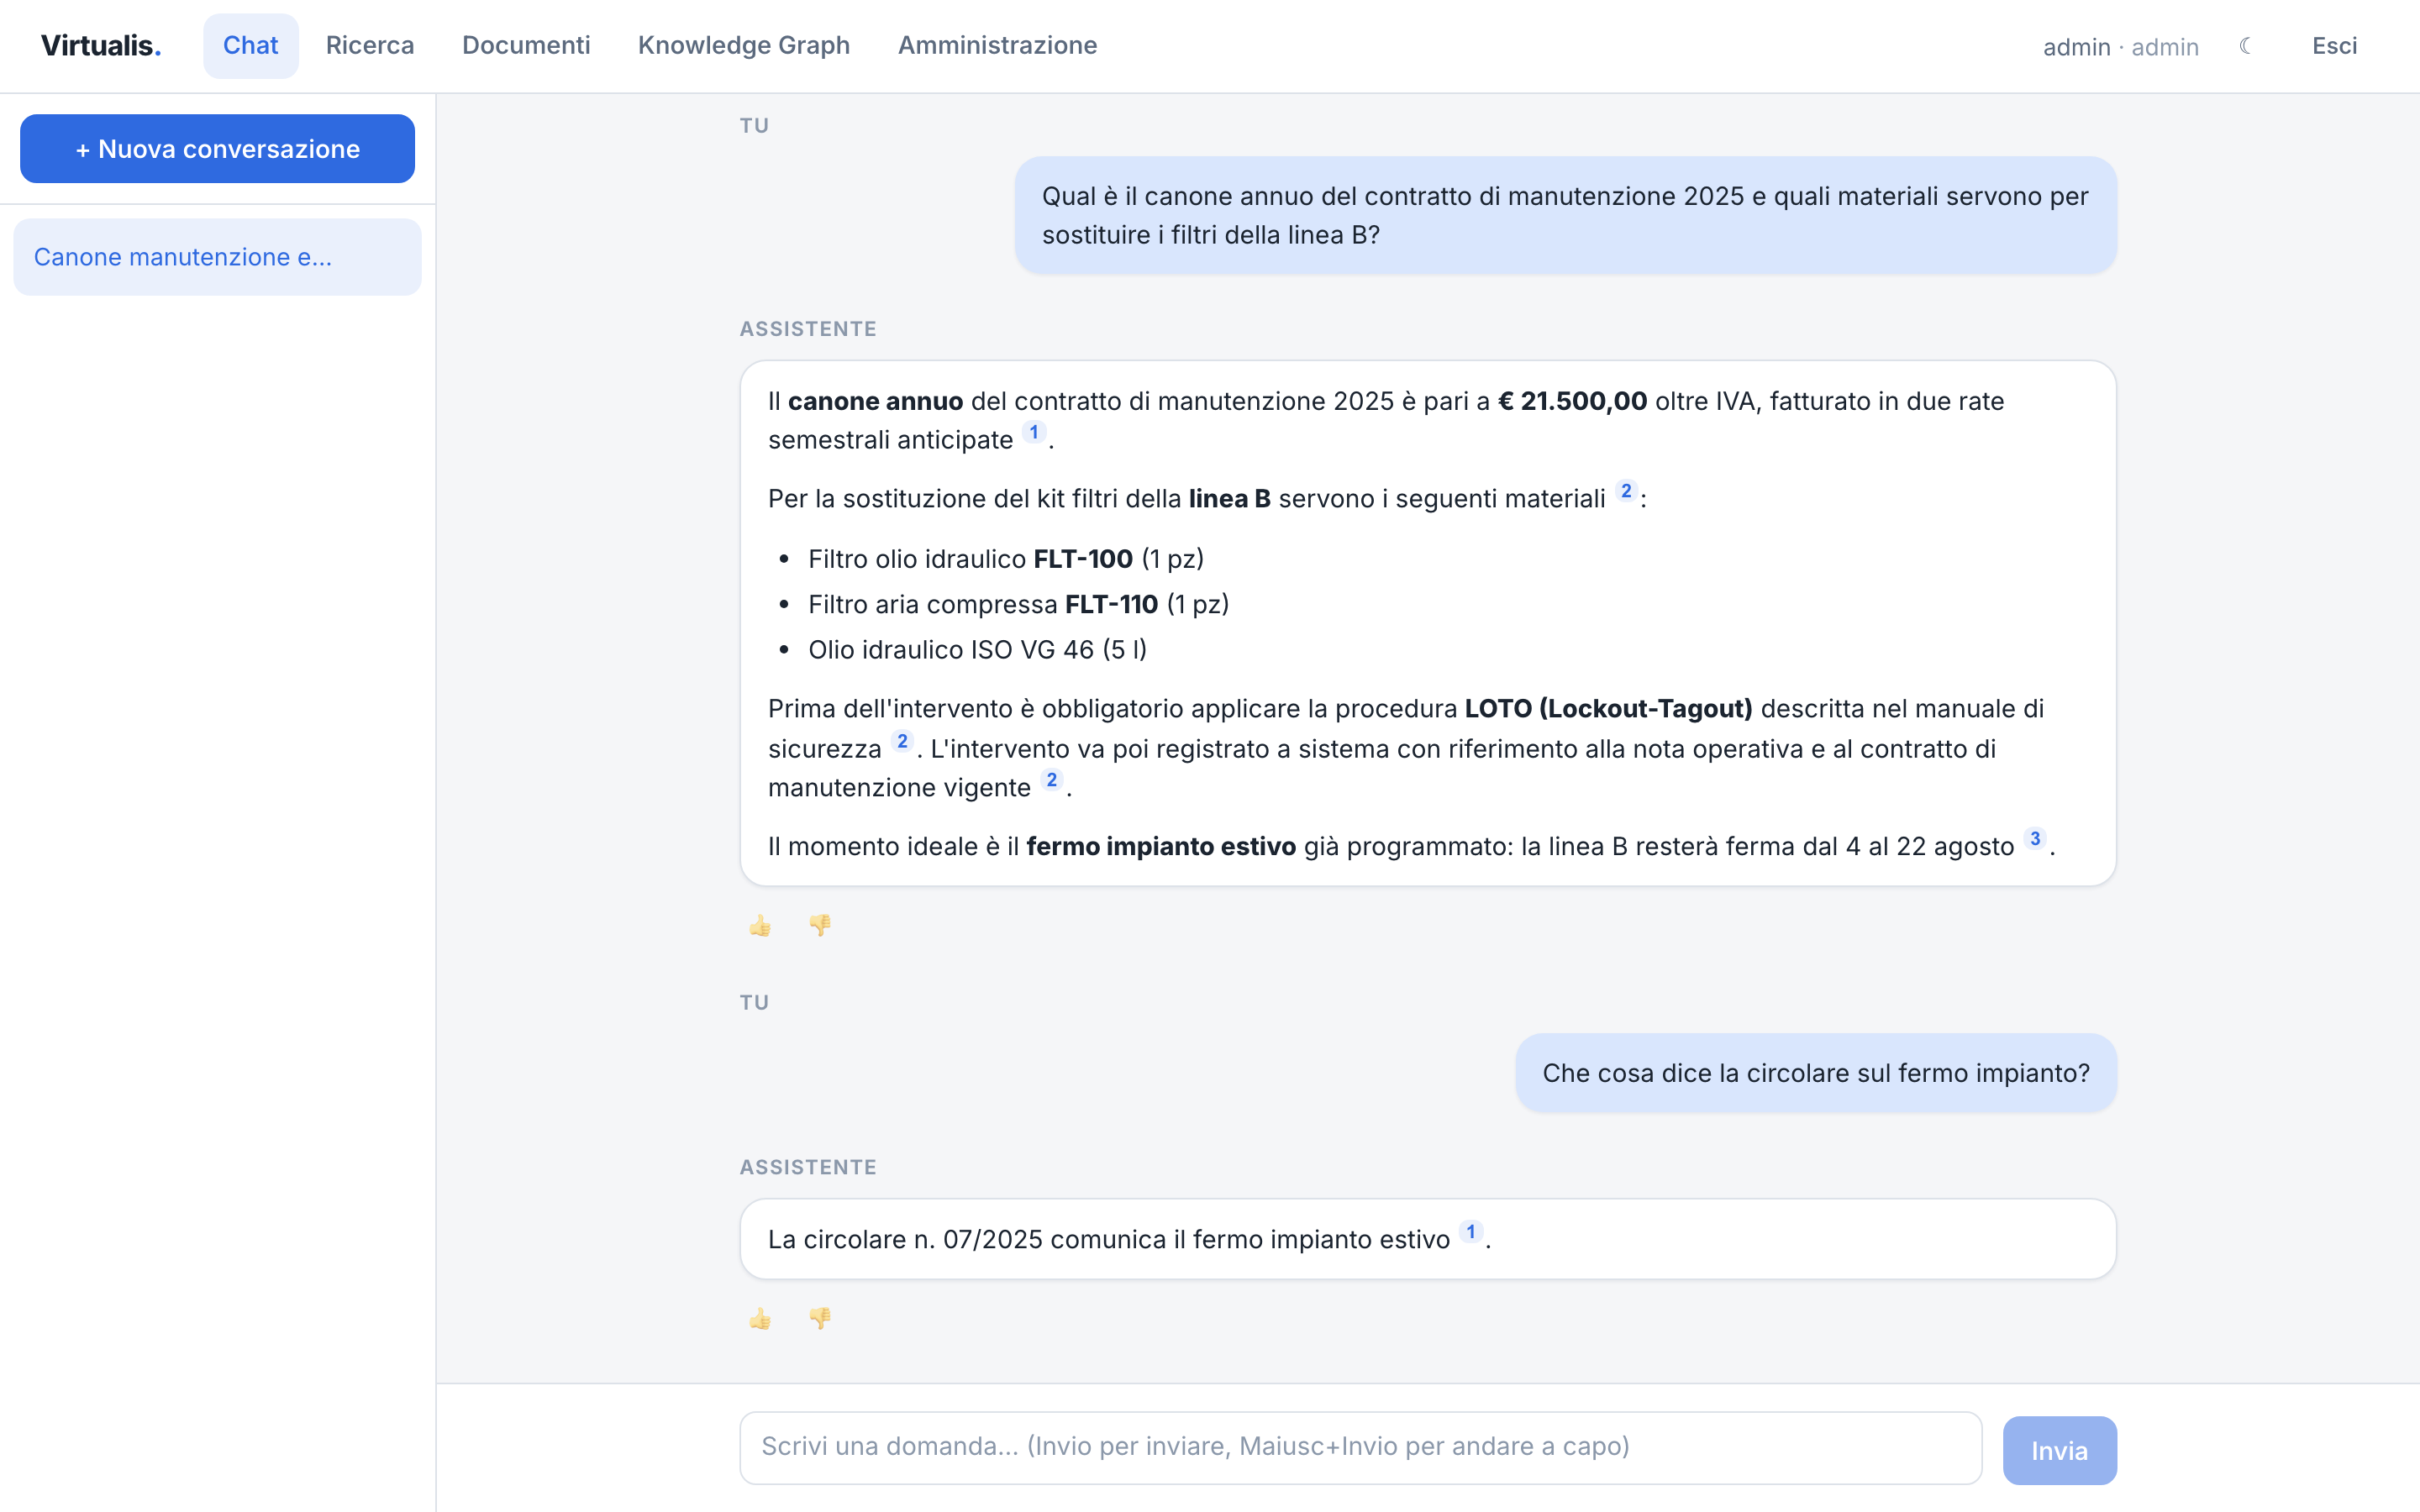 Virtualis.
Chat
Ricerca
Documenti
Knowledge Graph
Amministrazione
admin · admin
Esci
+ Nuova conversazione
Canone manutenzione e...
TU
Qual è il canone annuo del contratto di manutenzione 2025 e quali materiali servono per
sostituire i filtri della linea B?
ASSISTENTE
Il canone annuo del contratto di manutenzione 2025 è pari a € 21.500,00 oltre IVA, fatturato in due rate
semestrali anticipate 1.
Per la sostituzione del kit filtri della linea B servono i seguenti materiali 2:
• Filtro olio idraulico FLT-100 (1 pz)
• Filtro aria compressa FLT-110 (1 pz)
• Olio idraulico ISO VG 46 (5 l)
Prima dell'intervento è obbligatorio applicare la procedura LOTO (Lockout-Tagout) descritta nel manuale di
sicurezza 2. L'intervento va poi registrato a sistema con riferimento alla nota operativa e al contratto di
manutenzione vigente 2.
Il momento ideale è il fermo impianto estivo già programmato: la linea B resterà ferma dal 4 al 22 agosto 3.
TU
Che cosa dice la circolare sul fermo impianto?
ASSISTENTE
La circolare n. 07/2025 comunica il fermo impianto estivo 1.
Scrivi una domanda... (Invio per inviare, Maiusc+Invio per andare a capo)
Invia